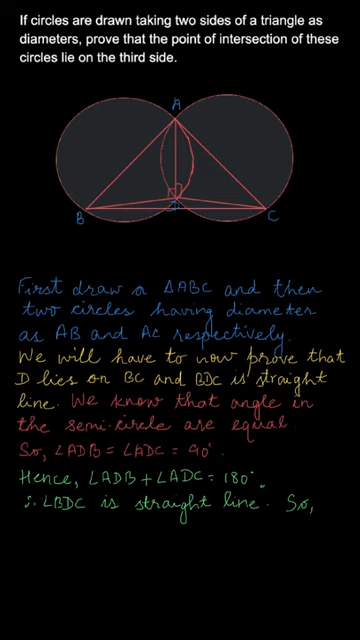 If circles are drawn taking two sides of a triangle as
diameters, prove that the point of intersection of these
circles lie on the third side.
A
B
D
C
First draw a ΔABC and then
two circles having diameter
as AB and AC respectively.
We will have to now prove that
D lies on BC and BDC is straight
line. We know that angle in
the semi-circle are equal.
So, ∠ADB = ∠ADC = 90°.
Hence, ∠ADB + ∠ADC = 180°.
∴ ∠BDC is straight line. So,